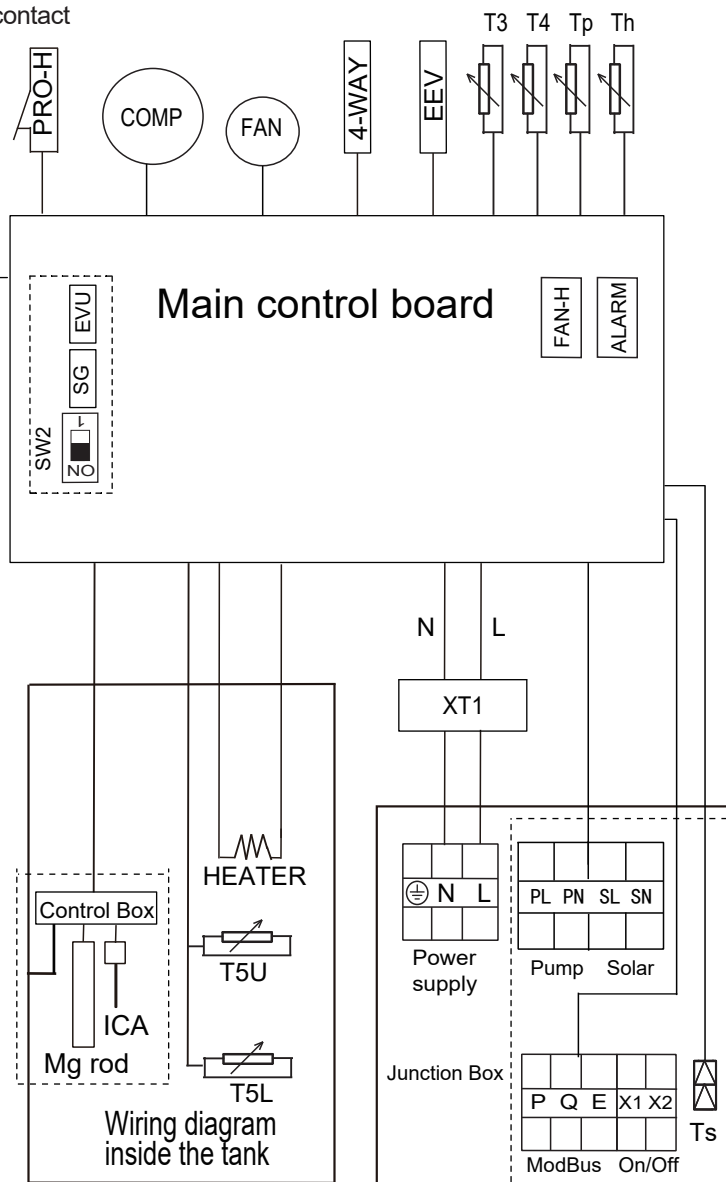 contact
T3 T4 Tp Th
PRO-H
COMP
FAN
4-WAY
EEV
Main control board
EVU
SG
SW2
1
ON
FAN-H
ALARM
N L
XT1
HEATER
Control Box
T5U
ICA
Mg rod
T5L
Wiring diagram
inside the tank
N L
Power
supply
PL PN SL SN
Pump Solar
Junction Box
P Q E X1 X2
ModBus On/Off
Ts